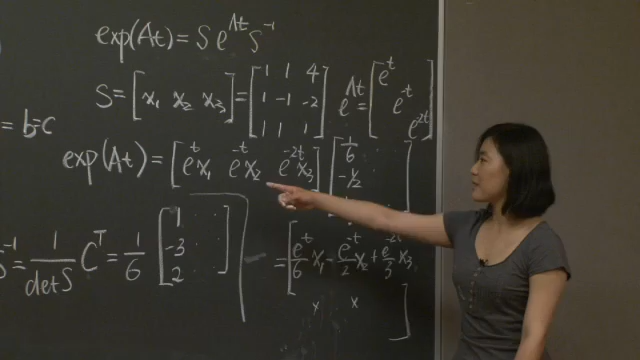 exp(At) = S e^{Λt} S^{-1}
S = [x₁ x₂ x₃] = [1 1 4; 1 -1 -2; 1 1 1] e^{Λt} = [e^t e^{-t} e^{2t}]
= b=c
exp(At) = [e^t x₁ e^{-t} x₂ e^{-2t} x₃] [1/6 -1/2
S^{-1} = 1/det S C^T = 1/6 [1 -3 2]
= [e^t/6 x₁ - e^{-t}/2 x₂ + e^{-2t}/3 x₃
x x ]